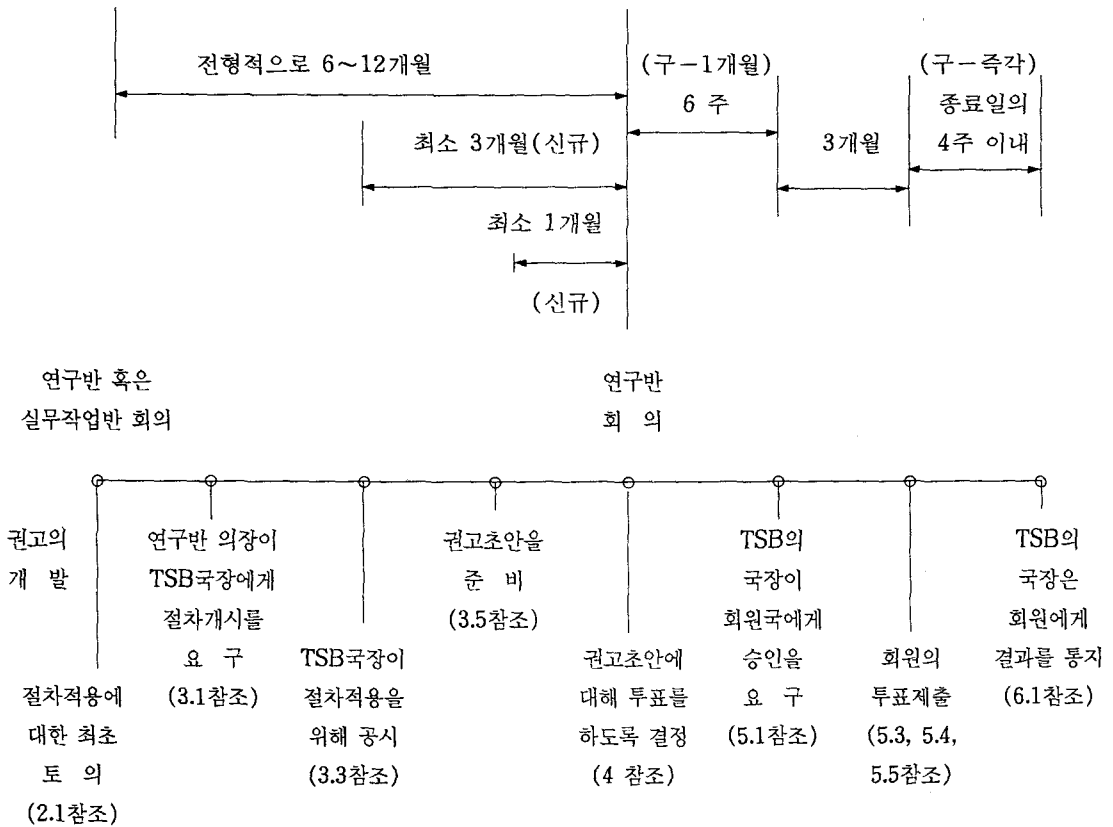 전형적으로 6~12개월
(구-1개월)
6 주
(구-즉각)
종료일의
4주 이내
최소 3개월(신규)
3개월
최소 1개월
(신규)
연구반 혹은
실무작업반 회의
연구반
회 의
권고의
개 발
절차적용에
대한 최초
토 의
(2.1참조)
연구반 의장이
TSB국장에게
절차개시를
요 구
(3.1참조)
TSB국장이
절차적용을
위해 공시
(3.3참조)
권고초안을
준 비
(3.5참조)
권고초안에
대해 투표를
하도록 결정
(4 참조)
TSB의
국장이
회원국에게
승인을
요 구
(5.1참조)
회원의
투표제출
(5.3, 5.4,
5.5참조)
TSB의
국장은
회원에게
결과를 통지
(6.1참조)